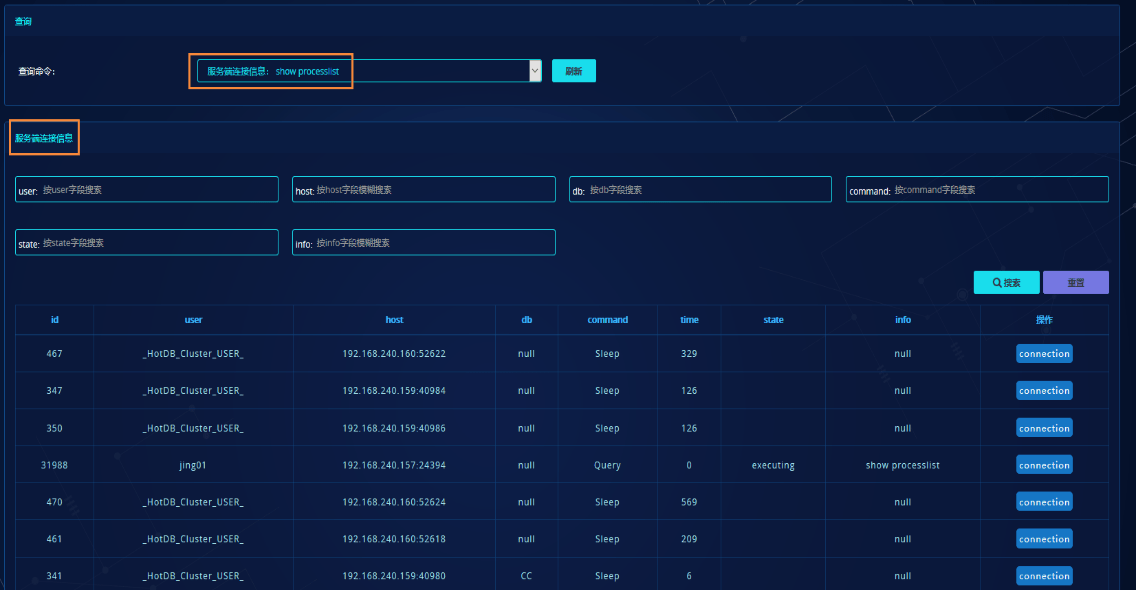 查询
查询命令： 服务端连接信息： show processlist 刷新
服务端连接信息
user: 按user字段搜索 host: 按host字段模糊搜索 db: 按db字段搜索 command: 按command字段搜索
state: 按state字段搜索 info: 按info字段模糊搜索
搜索 重置
id user host db command time state info 操作
467 _HotDB_Cluster_USER_ 192.168.240.160:52622 null Sleep 329 null connection
347 _HotDB_Cluster_USER_ 192.168.240.159:40984 null Sleep 126 null connection
350 _HotDB_Cluster_USER_ 192.168.240.159:40986 null Sleep 126 null connection
31988 jing01 192.168.240.157:24394 null Query 0 executing show processlist connection
470 _HotDB_Cluster_USER_ 192.168.240.160:52624 null Sleep 569 null connection
461 _HotDB_Cluster_USER_ 192.168.240.160:52618 null Sleep 209 null connection
341 _HotDB_Cluster_USER_ 192.168.240.159:40980 CC Sleep 6 null connection